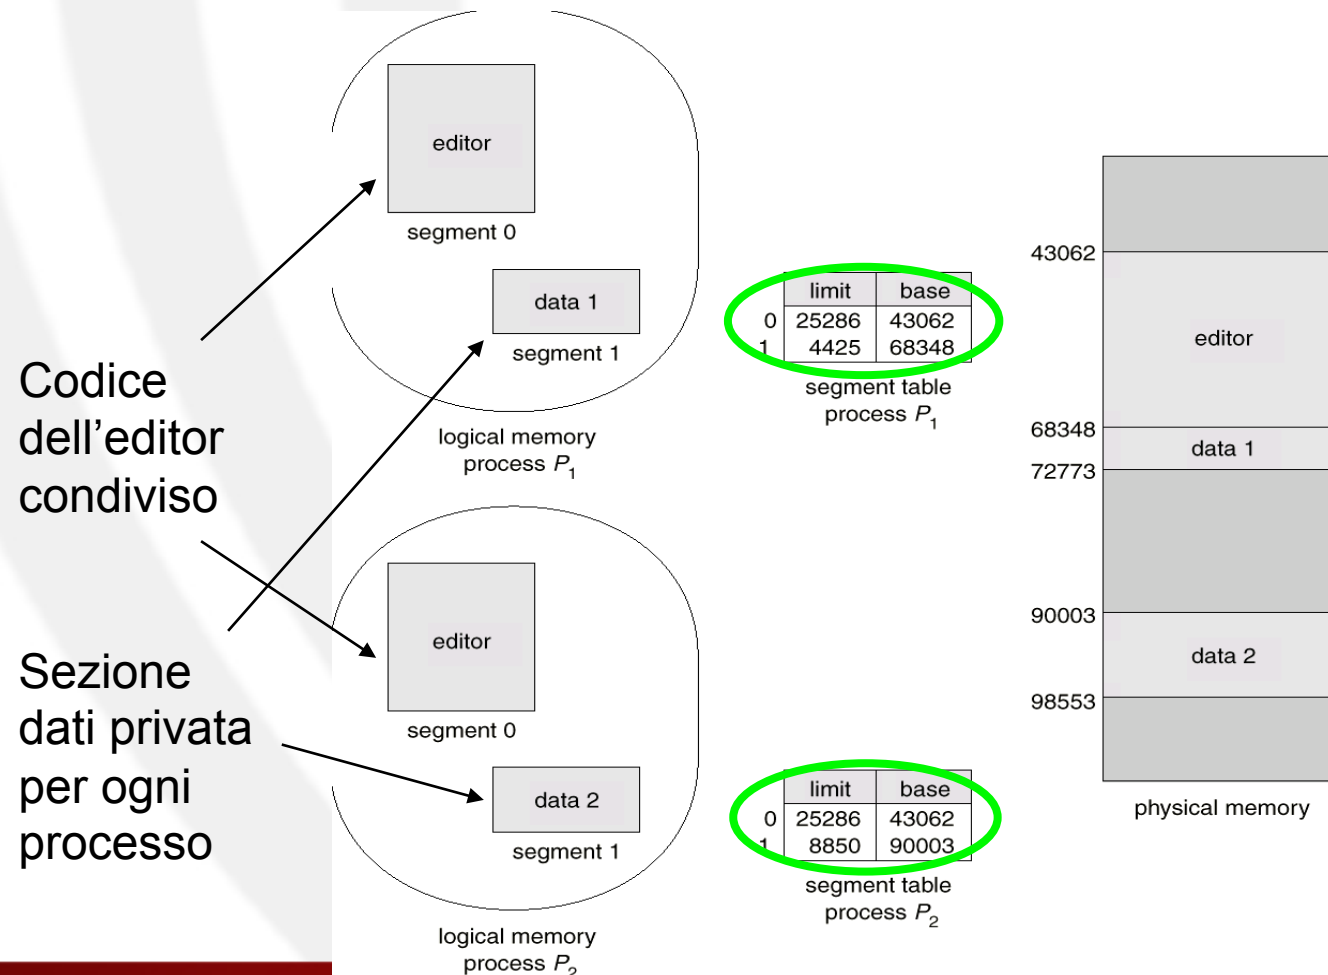 Codice
dell’editor
condiviso
Sezione
dati privata
per ogni
processo
editor
segment 0
data 1
segment 1
logical memory
process P1
limit base
0 25286 43062
1 4425 68348
segment table
process P1
editor
segment 0
data 2
segment 1
logical memory
process P2
limit base
0 25286 43062
1 8850 90003
segment table
process P2
43062
editor
68348
data 1
72773
90003
data 2
98553
physical memory